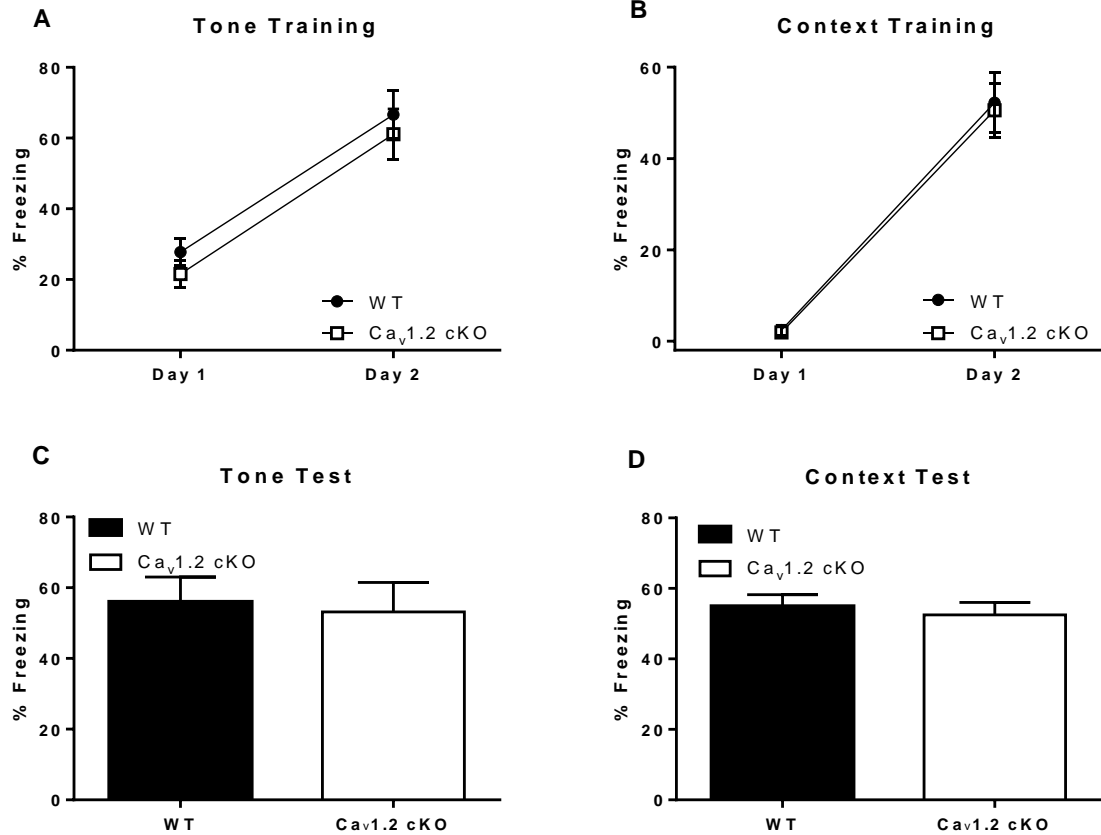 A
Tone Training
% Freezing
80
60
40
20
0
WT
Cav1.2 cKO
Day 1
Day 2
B
Context Training
% Freezing
60
40
20
0
WT
Cav1.2 cKO
Day 1
Day 2
C
Tone Test
% Freezing
80
60
40
20
0
WT
Cav1.2 cKO
WT
Cav1.2 cKO
D
Context Test
% Freezing
80
60
40
20
0
WT
Cav1.2 cKO
WT
Cav1.2 cKO